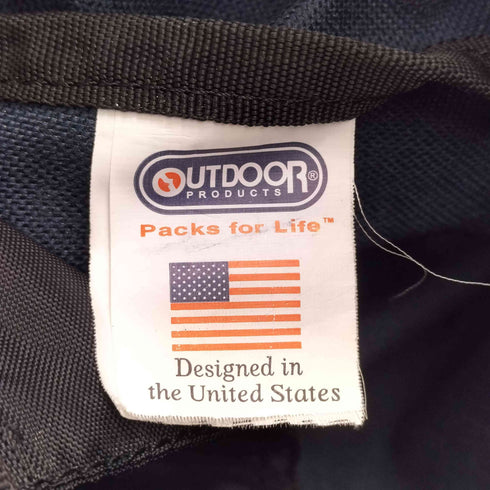 OUTDOOR®
PRODUCTS
Packs for Life™
Designed in
the United States